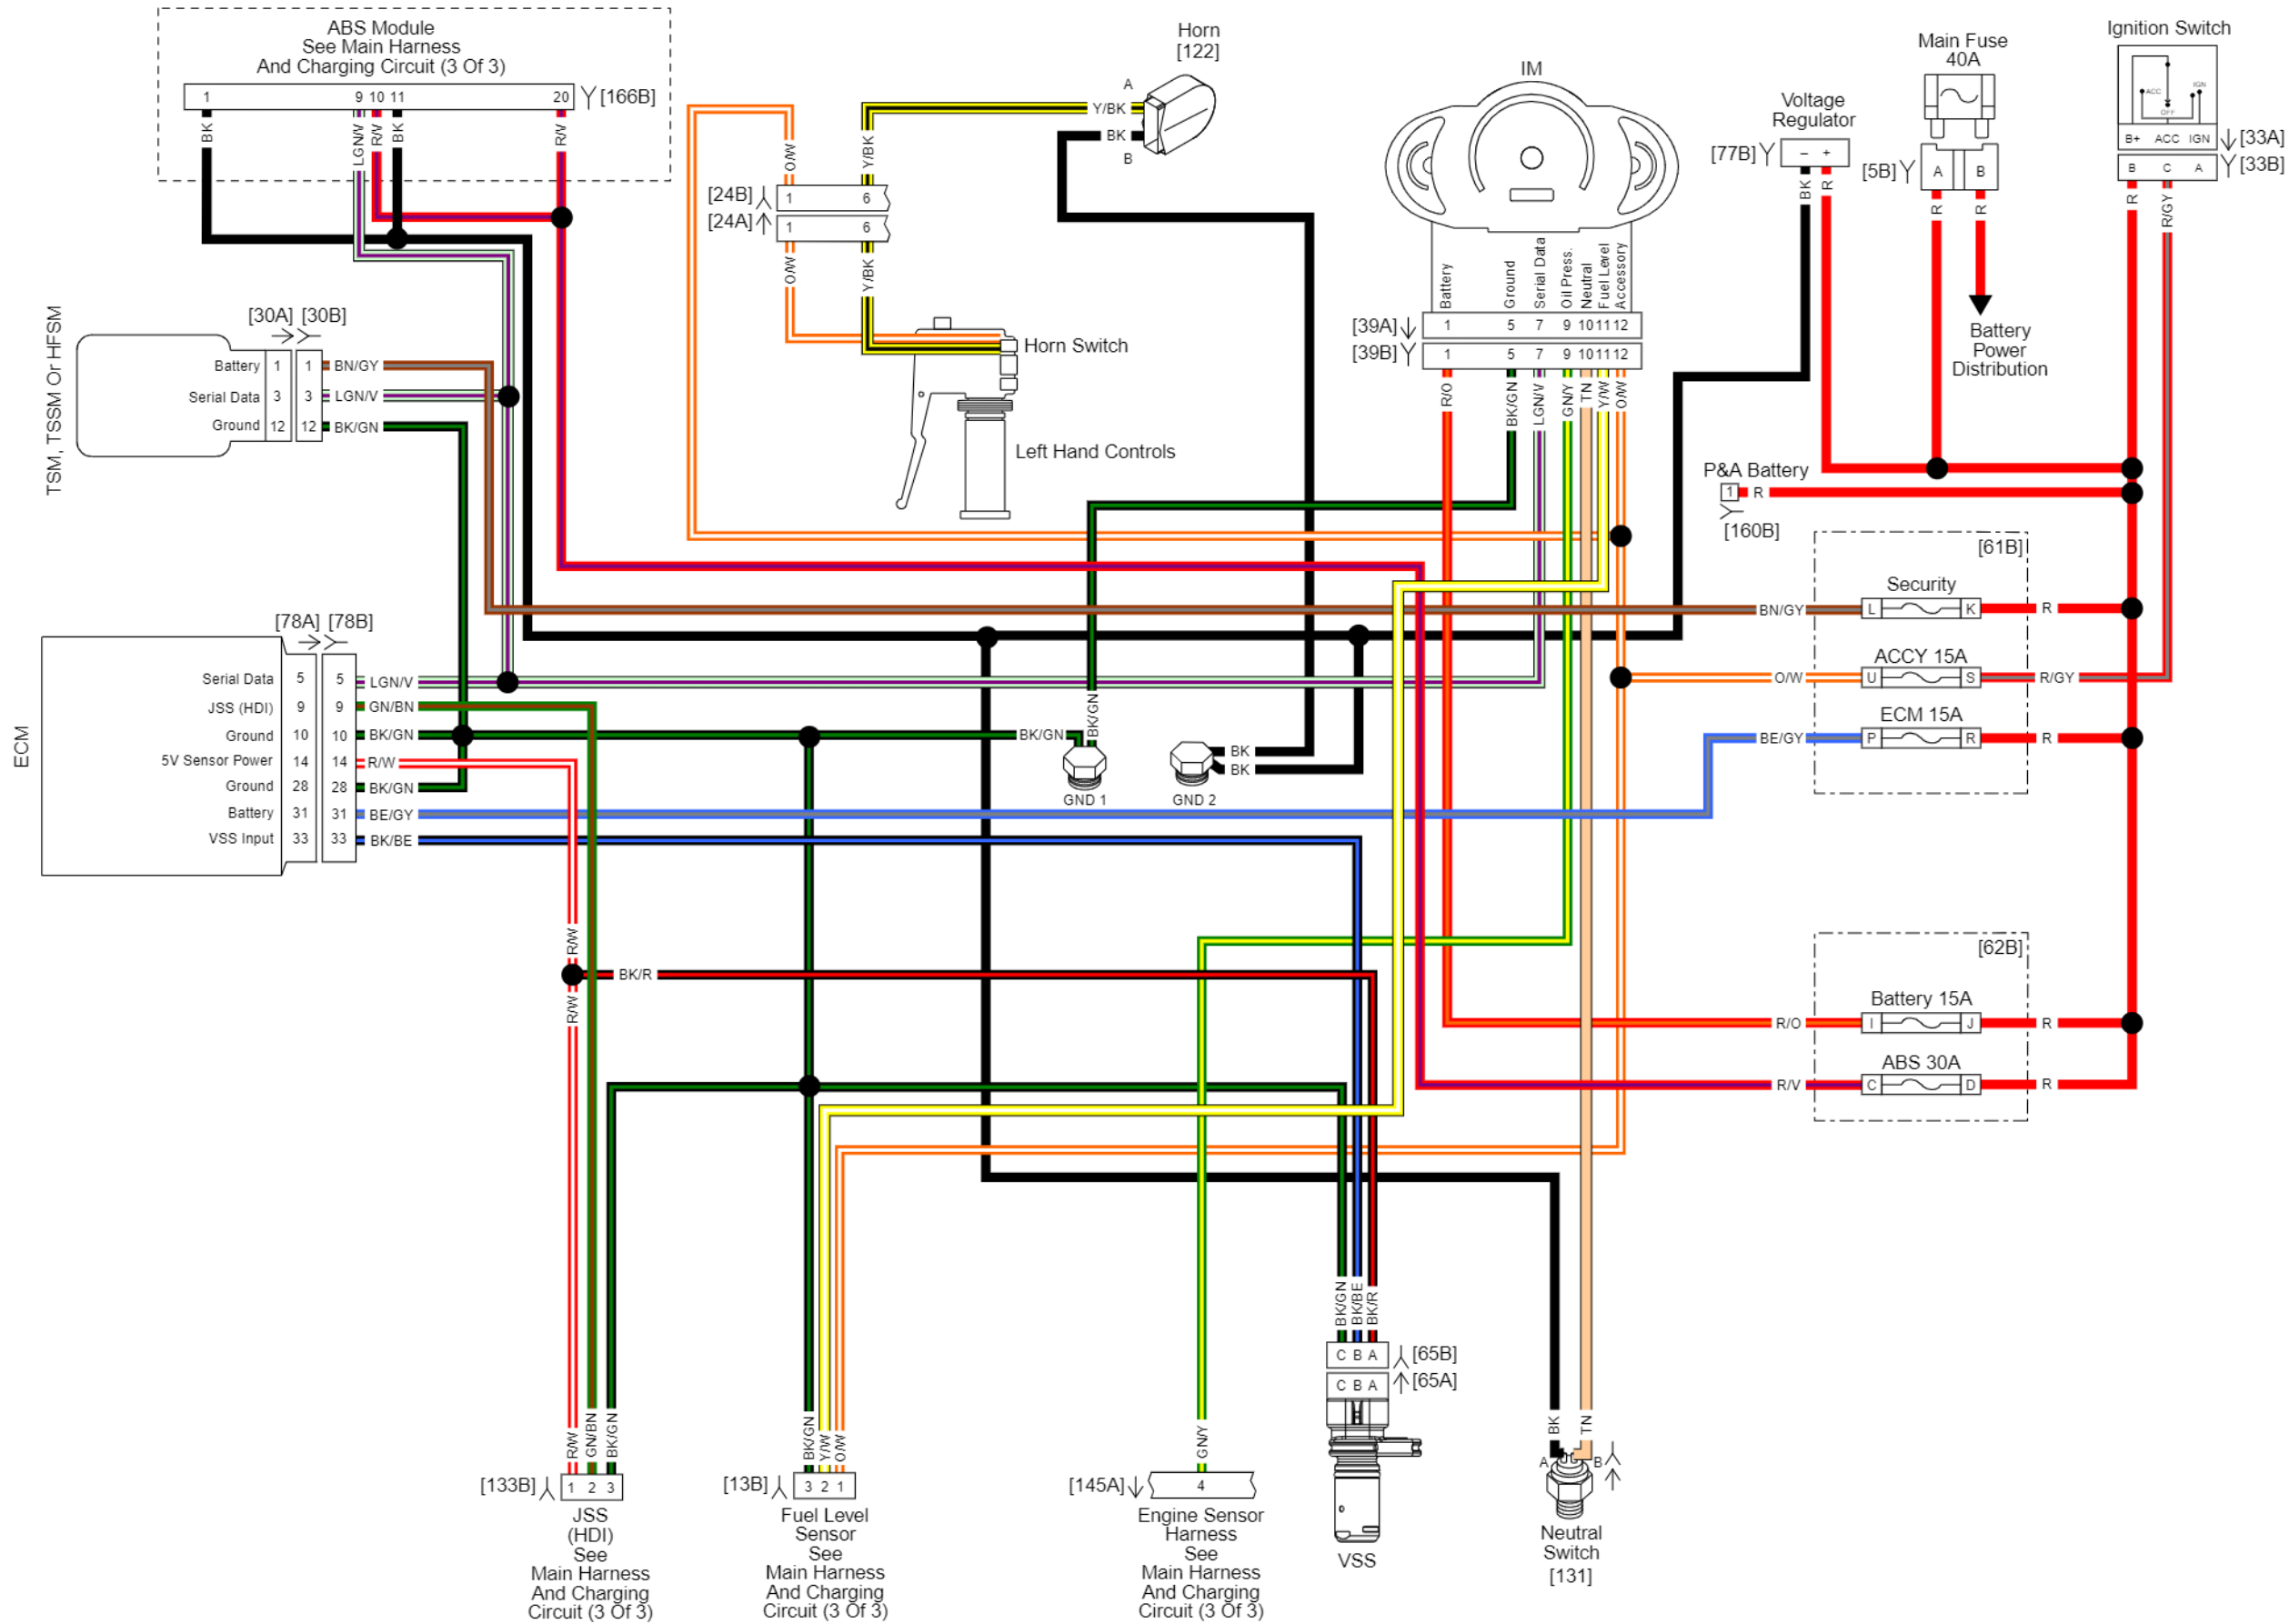 ABS Module
See Main Harness
And Charging Circuit (3 Of 3)
1 9 10 11 20 [166B]
BK LGN/V R/V BK R/V
Horn
[122]
A
Y/BK
BK
B
O/W Y/BK
[24B] 1 6
[24A] 1 6
O/W Y/BK
Horn Switch
Left Hand Controls
IM
Battery Ground Serial Data Oil Press. Neutral Fuel Level Accessory
[39A] 1 5 7 9 10 11 12
[39B] 1 5 7 9 10 11 12
R/O BK/GN LGN/V GN/Y TN Y/W O/W
Voltage
Regulator
[77B] – +
BK R
Main Fuse
40A
[5B] A B
R R
Battery
Power
Distribution
Ignition Switch
ACC IGN
OFF
B+ ACC IGN [33A]
B C A [33B]
R R/GY
P&A Battery
1 R
[160B]
TSM, TSSM Or HFSM
[30A] [30B]
Battery 1 1 BN/GY
Serial Data 3 3 LGN/V
Ground 12 12 BK/GN
[61B]
Security
BN/GY L K R
ACCY 15A
O/W U S R/GY
ECM 15A
BE/GY P R R
ECM
[78A] [78B]
Serial Data 5 5 LGN/V
JSS (HDI) 9 9 GN/BN
Ground 10 10 BK/GN
5V Sensor Power 14 14 R/W
Ground 28 28 BK/GN
Battery 31 31 BE/GY
VSS Input 33 33 BK/BE
BK/GN BK/GN
GND 1
BK
BK
GND 2
R/W
BK/R
R/W
[62B]
Battery 15A
R/O I J R
ABS 30A
R/V C D R
R/W GN/BN BK/GN
[133B] 1 2 3
JSS
(HDI)
See
Main Harness
And Charging
Circuit (3 Of 3)
BK/GN Y/W O/W
[13B] 3 2 1
Fuel Level
Sensor
See
Main Harness
And Charging
Circuit (3 Of 3)
GN/Y
[145A] 4
Engine Sensor
Harness
See
Main Harness
And Charging
Circuit (3 Of 3)
BK/GN BK/BE BK/R
C B A [65B]
C B A [65A]
VSS
BK TN
A B
Neutral
Switch
[131]